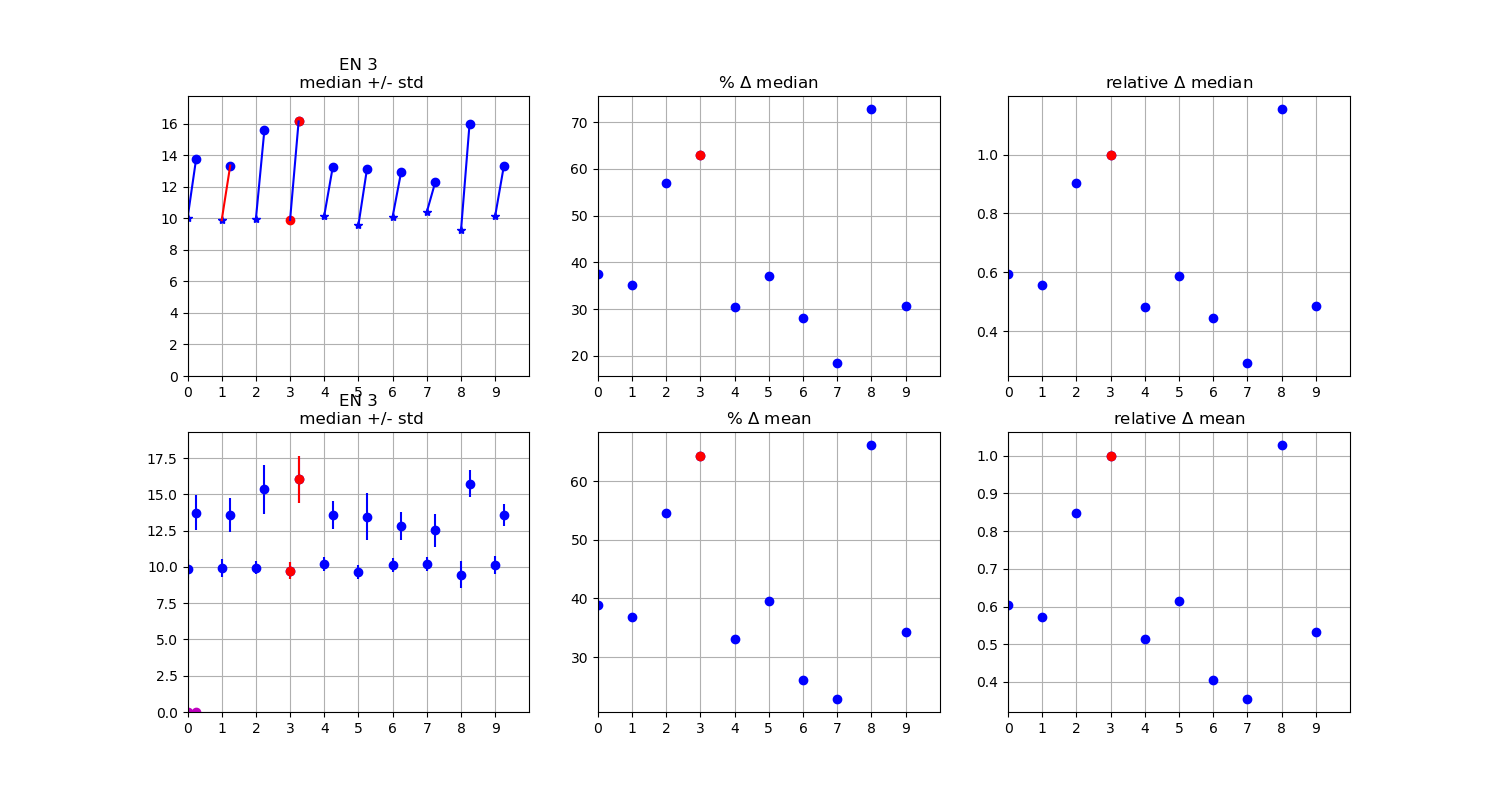 EN 3
median +/- std
% Δ median
relative Δ median
16
14
12
10
8
6
4
2
0
0 1 2 3 4 5 6 7 8 9
70
60
50
40
30
20
0 1 2 3 4 5 6 7 8 9
1.0
0.8
0.6
0.4
0 1 2 3 4 5 6 7 8 9
EN 3
median +/- std
% Δ mean
relative Δ mean
17.5
15.0
12.5
10.0
7.5
5.0
2.5
0.0
0 1 2 3 4 5 6 7 8 9
60
50
40
30
0 1 2 3 4 5 6 7 8 9
1.0
0.9
0.8
0.7
0.6
0.5
0.4
0 1 2 3 4 5 6 7 8 9